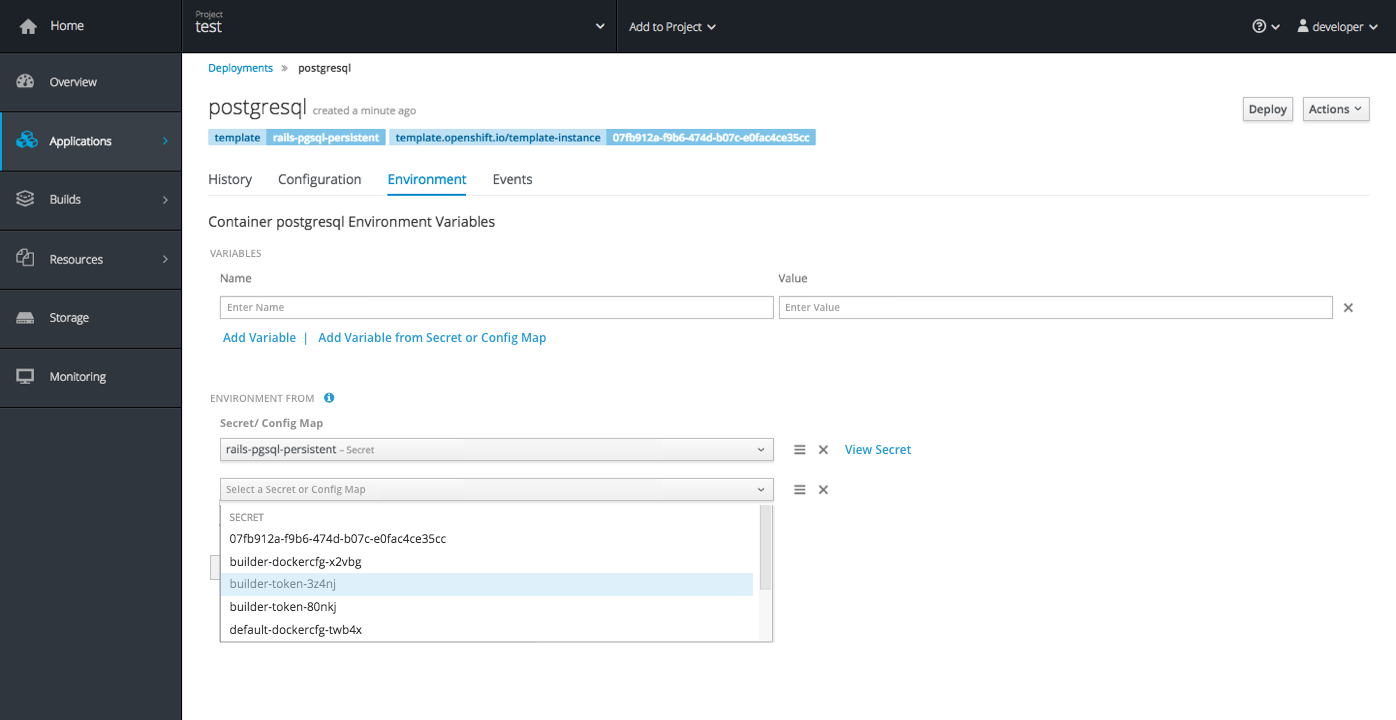 Home
Project
test
Add to Project
developer
Overview
Applications
Builds
Resources
Storage
Monitoring
Deployments » postgresql
postgresql created a minute ago
Deploy
Actions
template rails-pgsql-persistent template.openshift.io/template-instance 07fb912a-f9b6-474d-b07c-e0fac4ce35cc
History Configuration Environment Events
Container postgresql Environment Variables
VARIABLES
Name Value
Enter Name Enter Value
Add Variable | Add Variable from Secret or Config Map
ENVIRONMENT FROM
Secret/ Config Map
rails-pgsql-persistent – Secret View Secret
Select a Secret or Config Map
SECRET
07fb912a-f9b6-474d-b07c-e0fac4ce35cc
builder-dockercfg-x2vbg
builder-token-3z4nj
builder-token-80nkj
default-dockercfg-twb4x